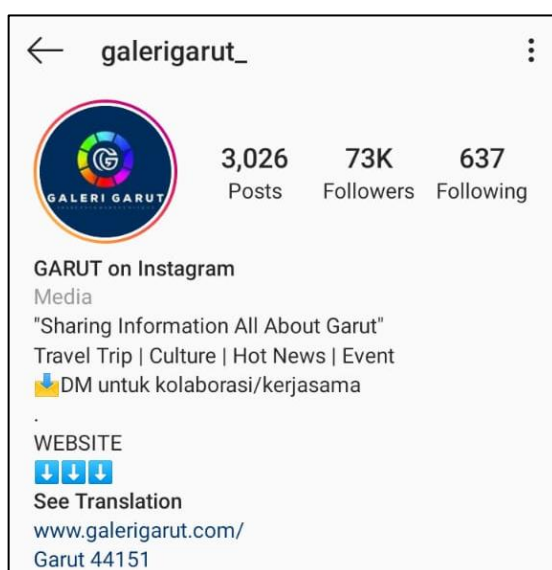 galerigarut_
3,026 73K 637
Posts Followers Following
GALERI GARUT
GARUT on Instagram
Media
"Sharing Information All About Garut"
Travel Trip | Culture | Hot News | Event
📩DM untuk kolaborasi/kerjasama
.
WEBSITE
⬇️⬇️⬇️
See Translation
www.galerigarut.com/
Garut 44151